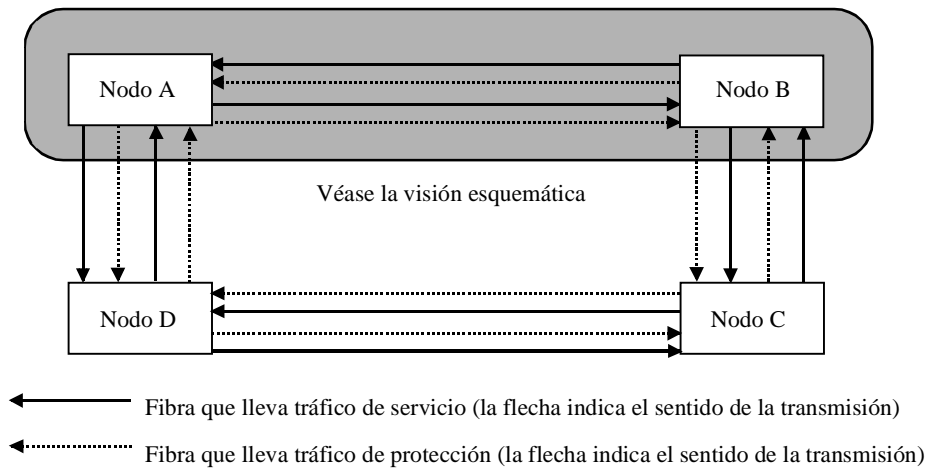 Nodo A
Nodo B
Véase la visión esquemática
Nodo D
Nodo C
Fibra que lleva tráfico de servicio (la flecha indica el sentido de la transmisión)
Fibra que lleva tráfico de protección (la flecha indica el sentido de la transmisión)